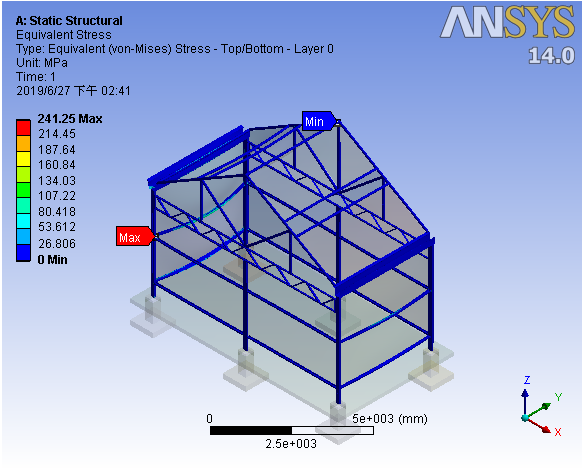 A: Static Structural
Equivalent Stress
Type: Equivalent (von-Mises) Stress - Top/Bottom - Layer 0
Unit: MPa
Time: 1
2019/6/27 下午 02:41
ANSYS
14.0
241.25 Max
214.45
187.64
160.84
134.03
107.22
80.418
53.612
26.806
0 Min
Min
Max
0
5e+003 (mm)
2.5e+003
Z
Y
X